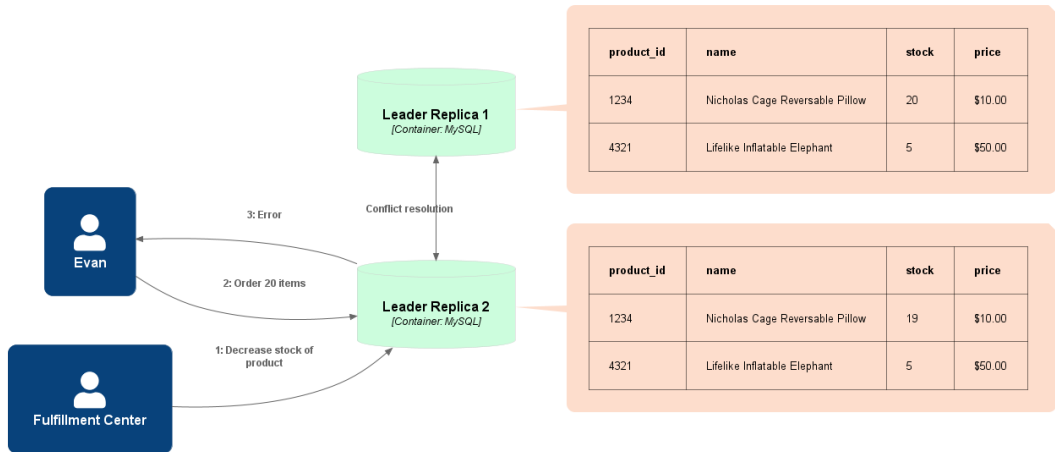 product_id name stock price
1234 Nicholas Cage Reversable Pillow 20 $10.00
4321 Lifelike Inflatable Elephant 5 $50.00
Leader Replica 1
[Container: MySQL]
Conflict resolution
3: Error
Evan
2: Order 20 items
Leader Replica 2
[Container: MySQL]
product_id name stock price
1234 Nicholas Cage Reversable Pillow 19 $10.00
4321 Lifelike Inflatable Elephant 5 $50.00
1: Decrease stock of
product
Fulfillment Center